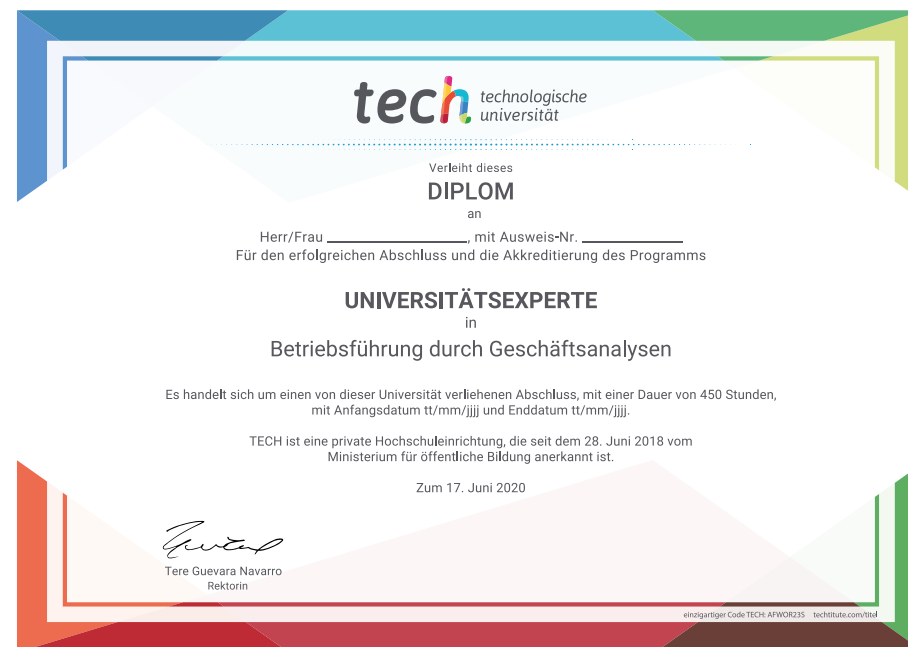 tech technologische
universität
Verleiht dieses
DIPLOM
an
Herr/Frau ____________________, mit Ausweis-Nr. ______________
Für den erfolgreichen Abschluss und die Akkreditierung des Programms
UNIVERSITÄTSEXPERTE
in
Betriebsführung durch Geschäftsanalysen
Es handelt sich um einen von dieser Universität verliehenen Abschluss, mit einer Dauer von 450 Stunden,
mit Anfangsdatum tt/mm/jjjj und Enddatum tt/mm/jjjj.
TECH ist eine private Hochschuleinrichtung, die seit dem 28. Juni 2018 vom
Ministerium für öffentliche Bildung anerkannt ist.
Zum 17. Juni 2020
Tere Guevara Navarro
Rektorin
einzigartiger Code TECH: AFWOR23S techtitute.com/titel